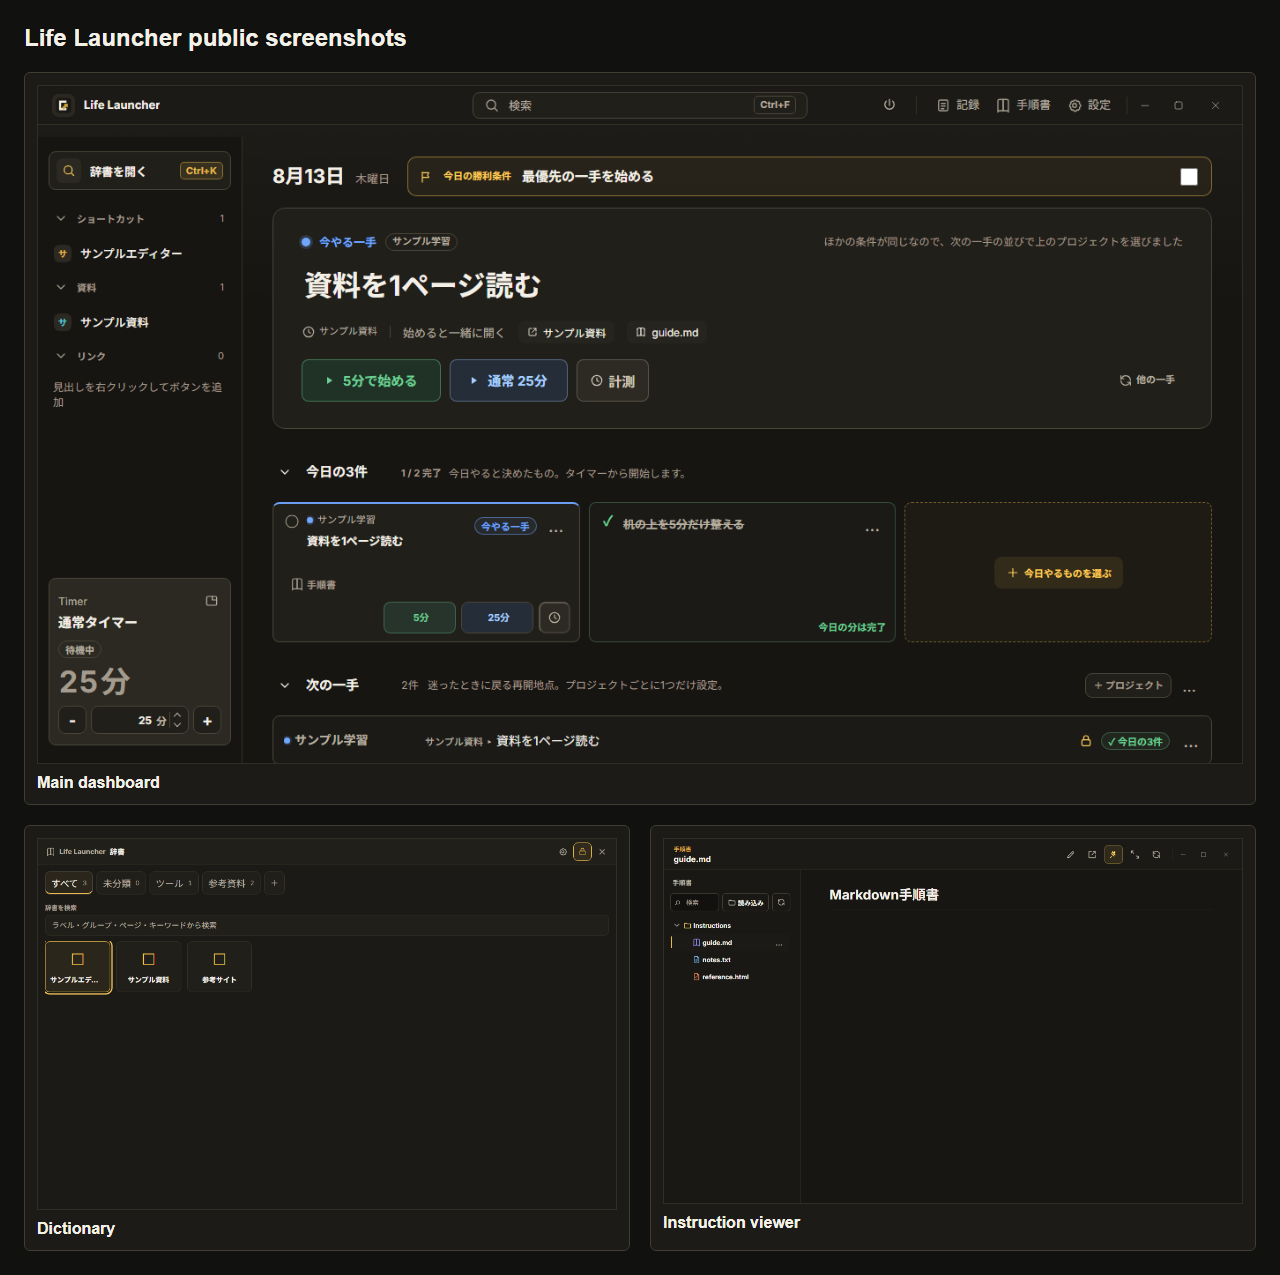 Life Launcher public screenshots
Life Launcher
検索
Ctrl+F
記録
手順書
設定
辞書を開く
Ctrl+K
ショートカット
1
サンプルエディター
資料
1
サンプル資料
リンク
0
見出しを右クリックしてボタンを追
加
Timer
通常タイマー
待機中
25分
-
25 分
+
8月13日 木曜日
今日の勝利条件 最優先の一手を始める
今やる一手 サンプル学習
ほかの条件が同じなので、次の一手の並びで上のプロジェクトを選びました
資料を1ページ読む
サンプル資料
始めると一緒に開く
サンプル資料
guide.md
5分で始める
通常 25分
計測
他の一手
今日の3件
1 / 2 完了 今日やると決めたもの。タイマーから開始します。
サンプル学習
今やる一手
...
資料を1ページ読む
手順書
5分
25分
机の上を5分だけ整える
...
今日の分は完了
+ 今日やるものを選ぶ
次の一手
2件 迷ったときに戻る再開地点。プロジェクトごとに1つだけ設定。
+ プロジェクト
...
サンプル学習
サンプル資料 ▸ 資料を1ページ読む
✓ 今日の3件
...
Main dashboard
Life Launcher 辞書
すべて 3
未分類 0
ツール 1
参考資料 2
+
辞書を検索
ラベル・グループ・ページ・キーワードから検索
サンプルエデ...
サンプル資料
参考サイト
Dictionary
手順書
guide.md
手順書
検索
読み込み
Instructions
guide.md
...
notes.txt
reference.html
Markdown手順書
Instruction viewer